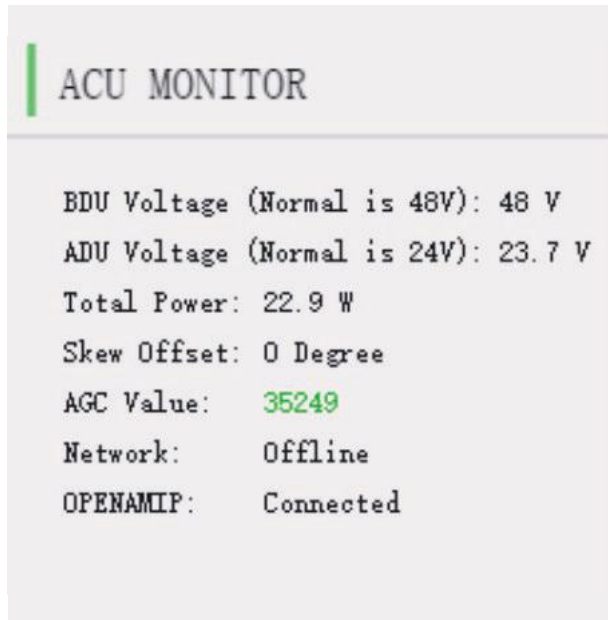 ACU MONITOR
BDU Voltage (Normal is 48V): 48 V
ADU Voltage (Normal is 24V): 23.7 V
Total Power: 22.9 W
Skew Offset: 0 Degree
AGC Value: 35249
Network: Offline
OPENAMIP: Connected